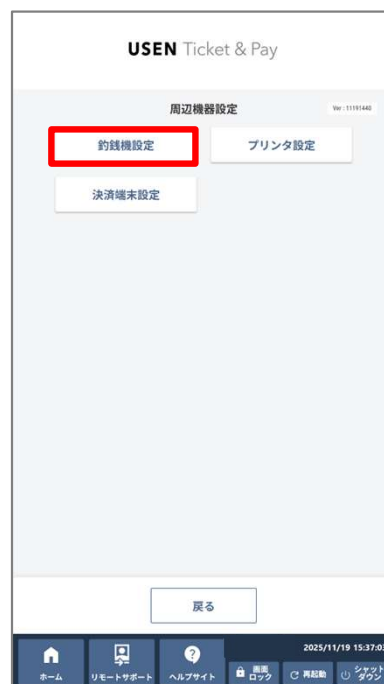 USEN Ticket & Pay
周辺機器設定
Ver : 11191440
釣銭機設定
プリンタ設定
決済端末設定
戻る
2025/11/19 15:37:03
ホーム
リモートサポート
ヘルプサイト
画面
ロック
再起動
シャット
ダウン